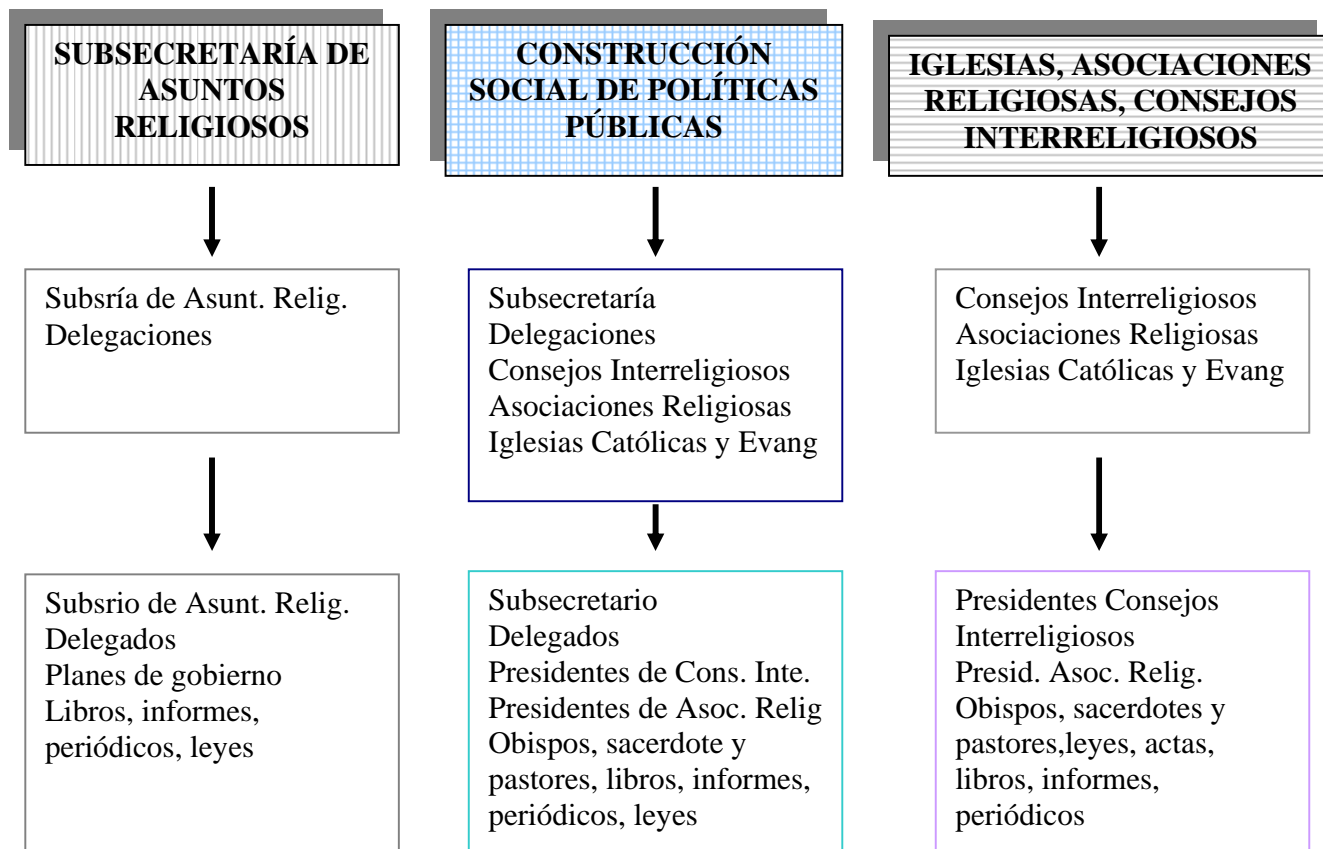 SUBSECRETARÍA DE
ASUNTOS
RELIGIOSOS
CONSTRUCCIÓN
SOCIAL DE POLÍTICAS
PÚBLICAS
IGLESIAS, ASOCIACIONES
RELIGIOSAS, CONSEJOS
INTERRELIGIOSOS
Subsría de Asunt. Relig.
Delegaciones
Subsecretaría
Delegaciones
Consejos Interreligiosos
Asociaciones Religiosas
Iglesias Católicas y Evang
Consejos Interreligiosos
Asociaciones Religiosas
Iglesias Católicas y Evang
Subsrio de Asunt. Relig.
Delegados
Planes de gobierno
Libros, informes,
periódicos, leyes
Subsecretario
Delegados
Presidentes de Cons. Inte.
Presidentes de Asoc. Relig
Obispos, sacerdote y
pastores, libros, informes,
periódicos, leyes
Presidentes Consejos
Interreligiosos
Presid. Asoc. Relig.
Obispos, sacerdotes y
pastores,leyes, actas,
libros, informes,
periódicos